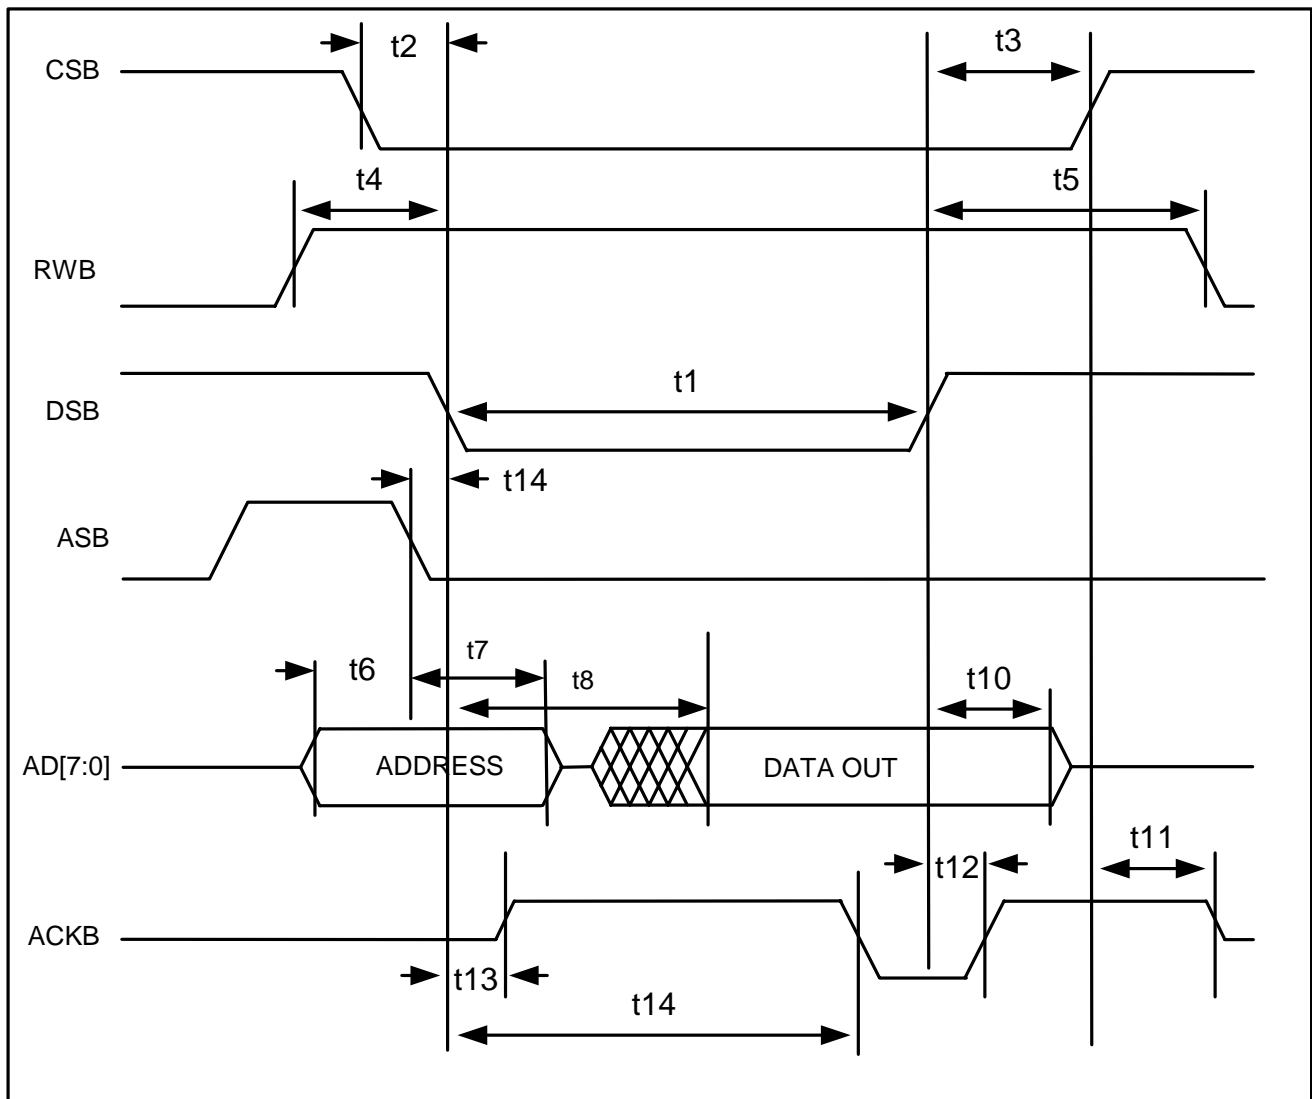 t2
t3
CSB
t4
t5
RWB
t1
DSB
t14
ASB
t7
t6
t8
t10
AD[7:0]
ADDRESS
DATA OUT
t11
t12
ACKB
t13
t14